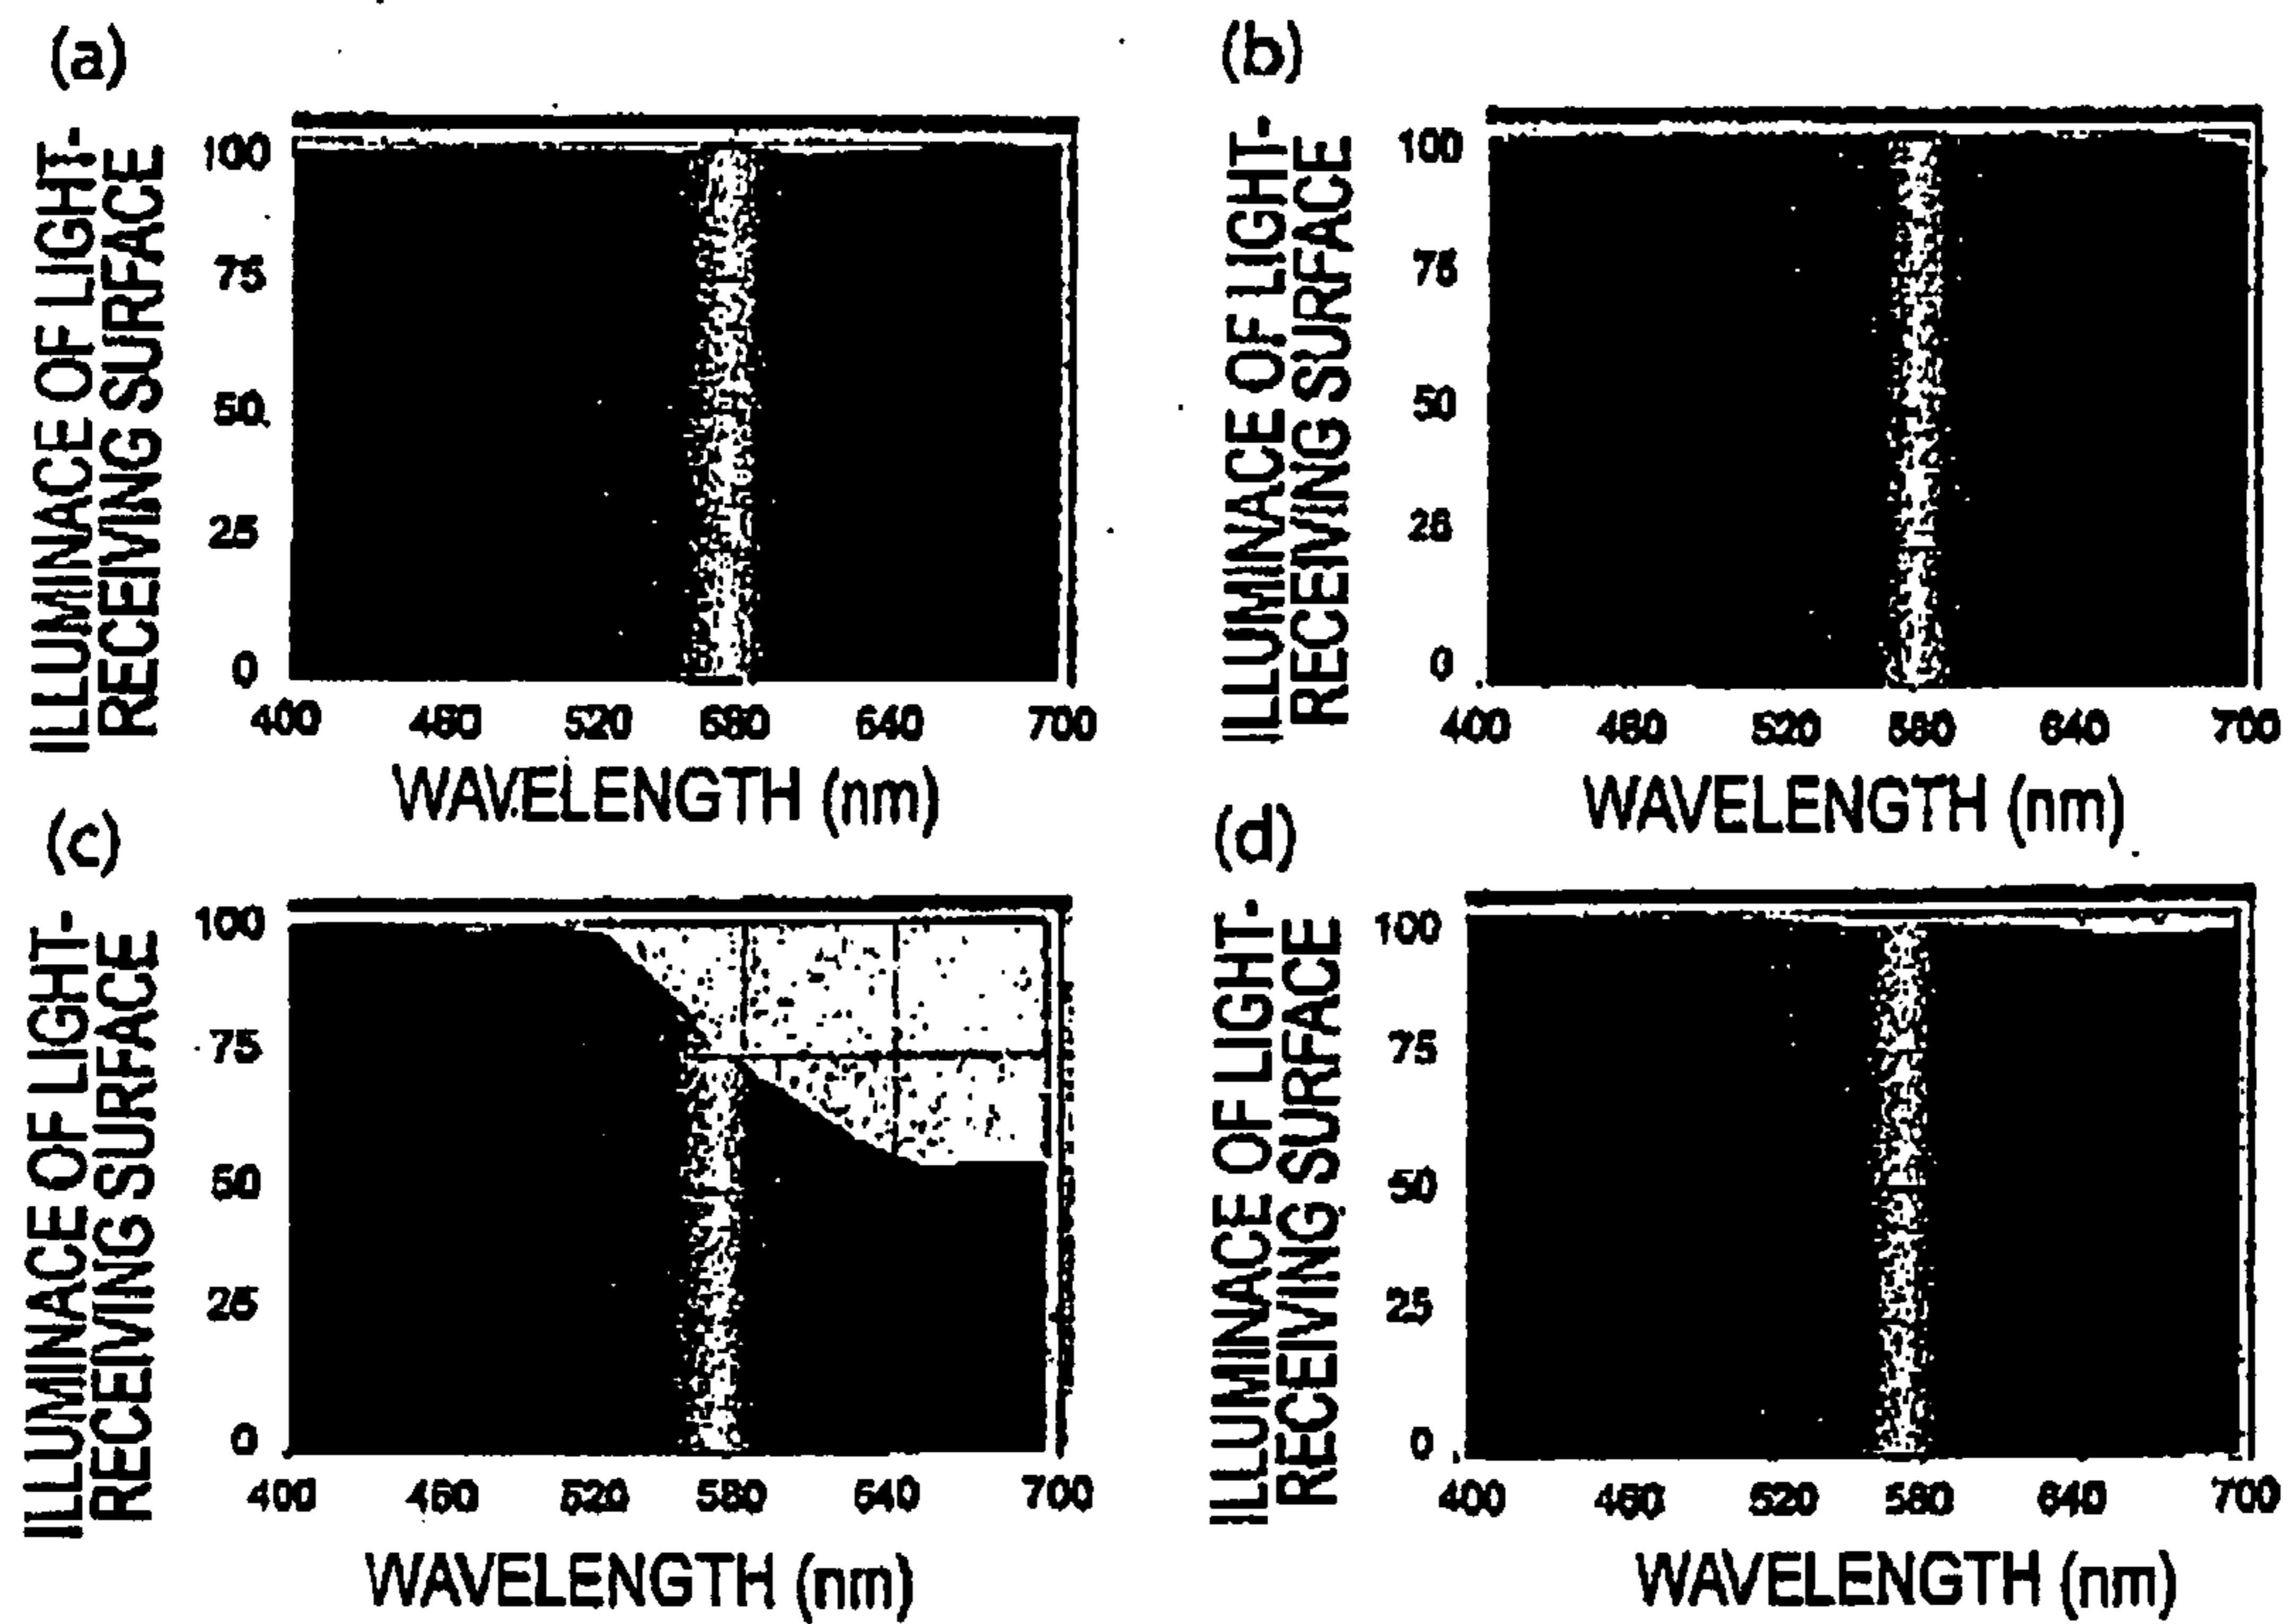 (a)
ILLUMINACE OF LIGHT-
RECEIVING SURFACE
100
75
50
25
0
400 460 520 580 640 700
WAVELENGTH (nm)
(b)
ILLUMINACE OF LIGHT-
RECEIVING SURFACE
100
75
50
25
0
400 460 520 580 640 700
WAVELENGTH (nm)
(c)
ILLUMINACE OF LIGHT-
RECEIVING SURFACE
100
75
50
25
0
400 460 520 580 640 700
WAVELENGTH (nm)
(d)
ILLUMINACE OF LIGHT-
RECEIVING SURFACE
100
75
50
25
0
400 460 520 580 640 700
WAVELENGTH (nm)